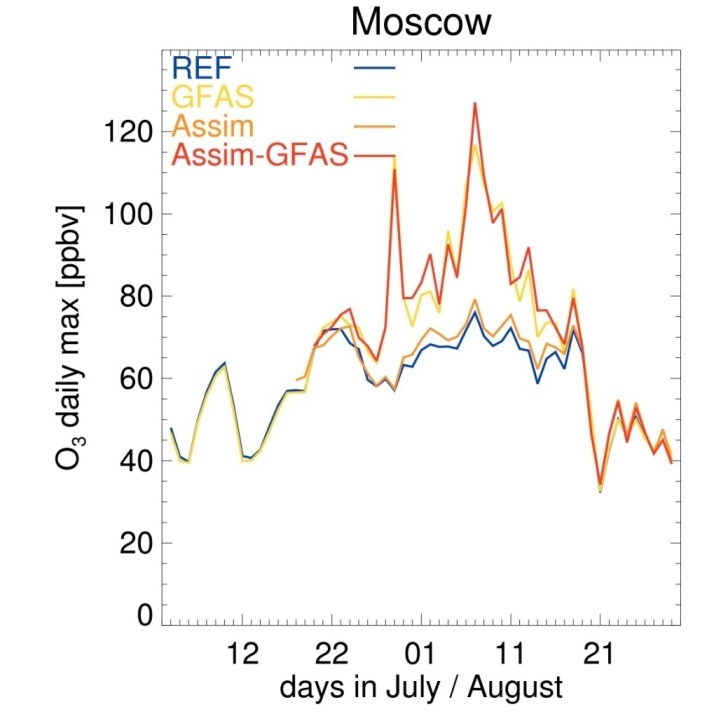 Moscow
REF
GFAS
Assim
Assim-GFAS
120
100
80
60
40
20
0
O₃ daily max [ppbv]
12 22 01 11 21
days in July / August